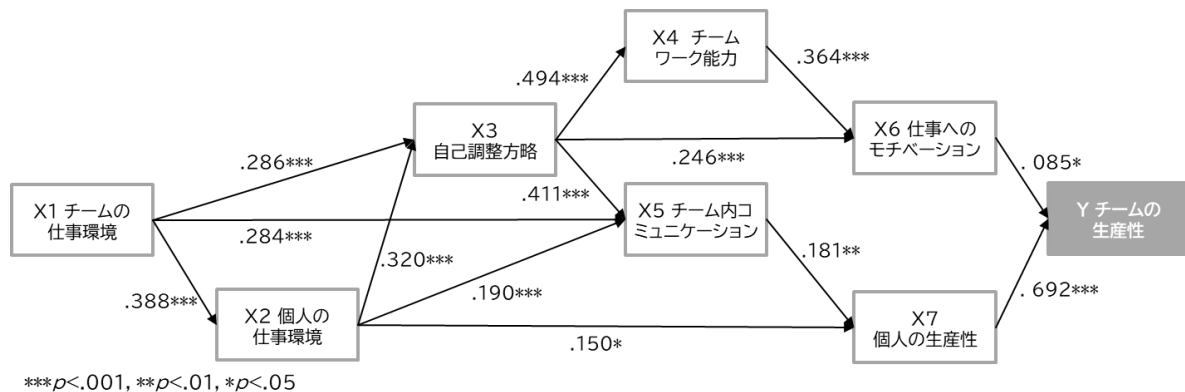 X4 チーム
ワーク能力
.494***
.364***
X3
自己調整方略
X6 仕事への
モチベーション
.286***
.246***
.085*
.411***
X1 チームの
仕事環境
X5 チーム内コ
ミュニケーション
Y チームの
生産性
.284***
.320***
.181**
.190***
.388***
.692***
X2 個人の
仕事環境
X7
個人の生産性
.150*
***p<.001, **p<.01, *p<.05